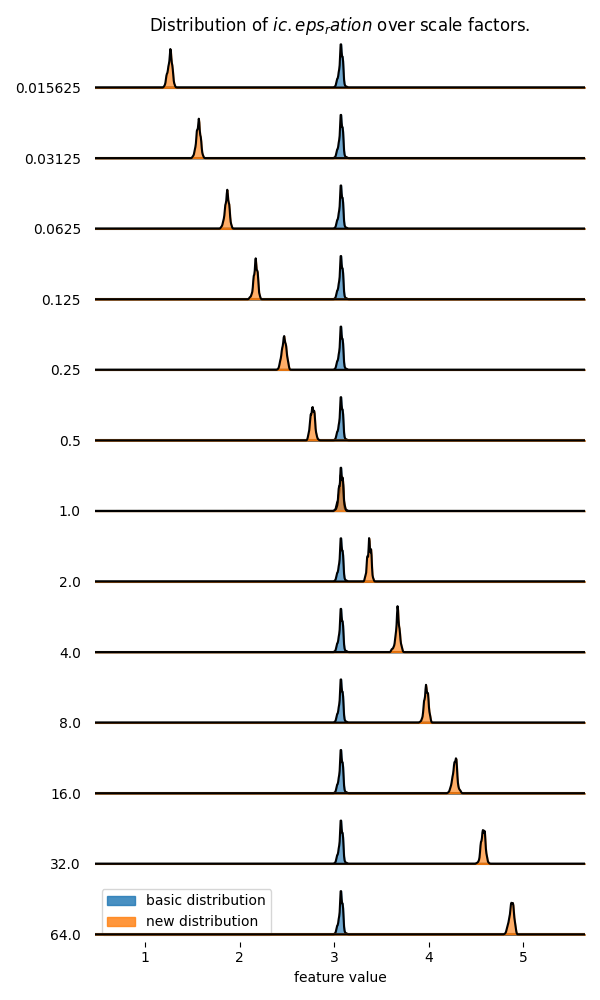 Distribution of ic.eps_ration over scale factors.
0.015625
0.03125
0.0625
0.125
0.25
0.5
1.0
2.0
4.0
8.0
16.0
32.0
64.0
basic distribution
new distribution
1 2 3 4 5
feature value